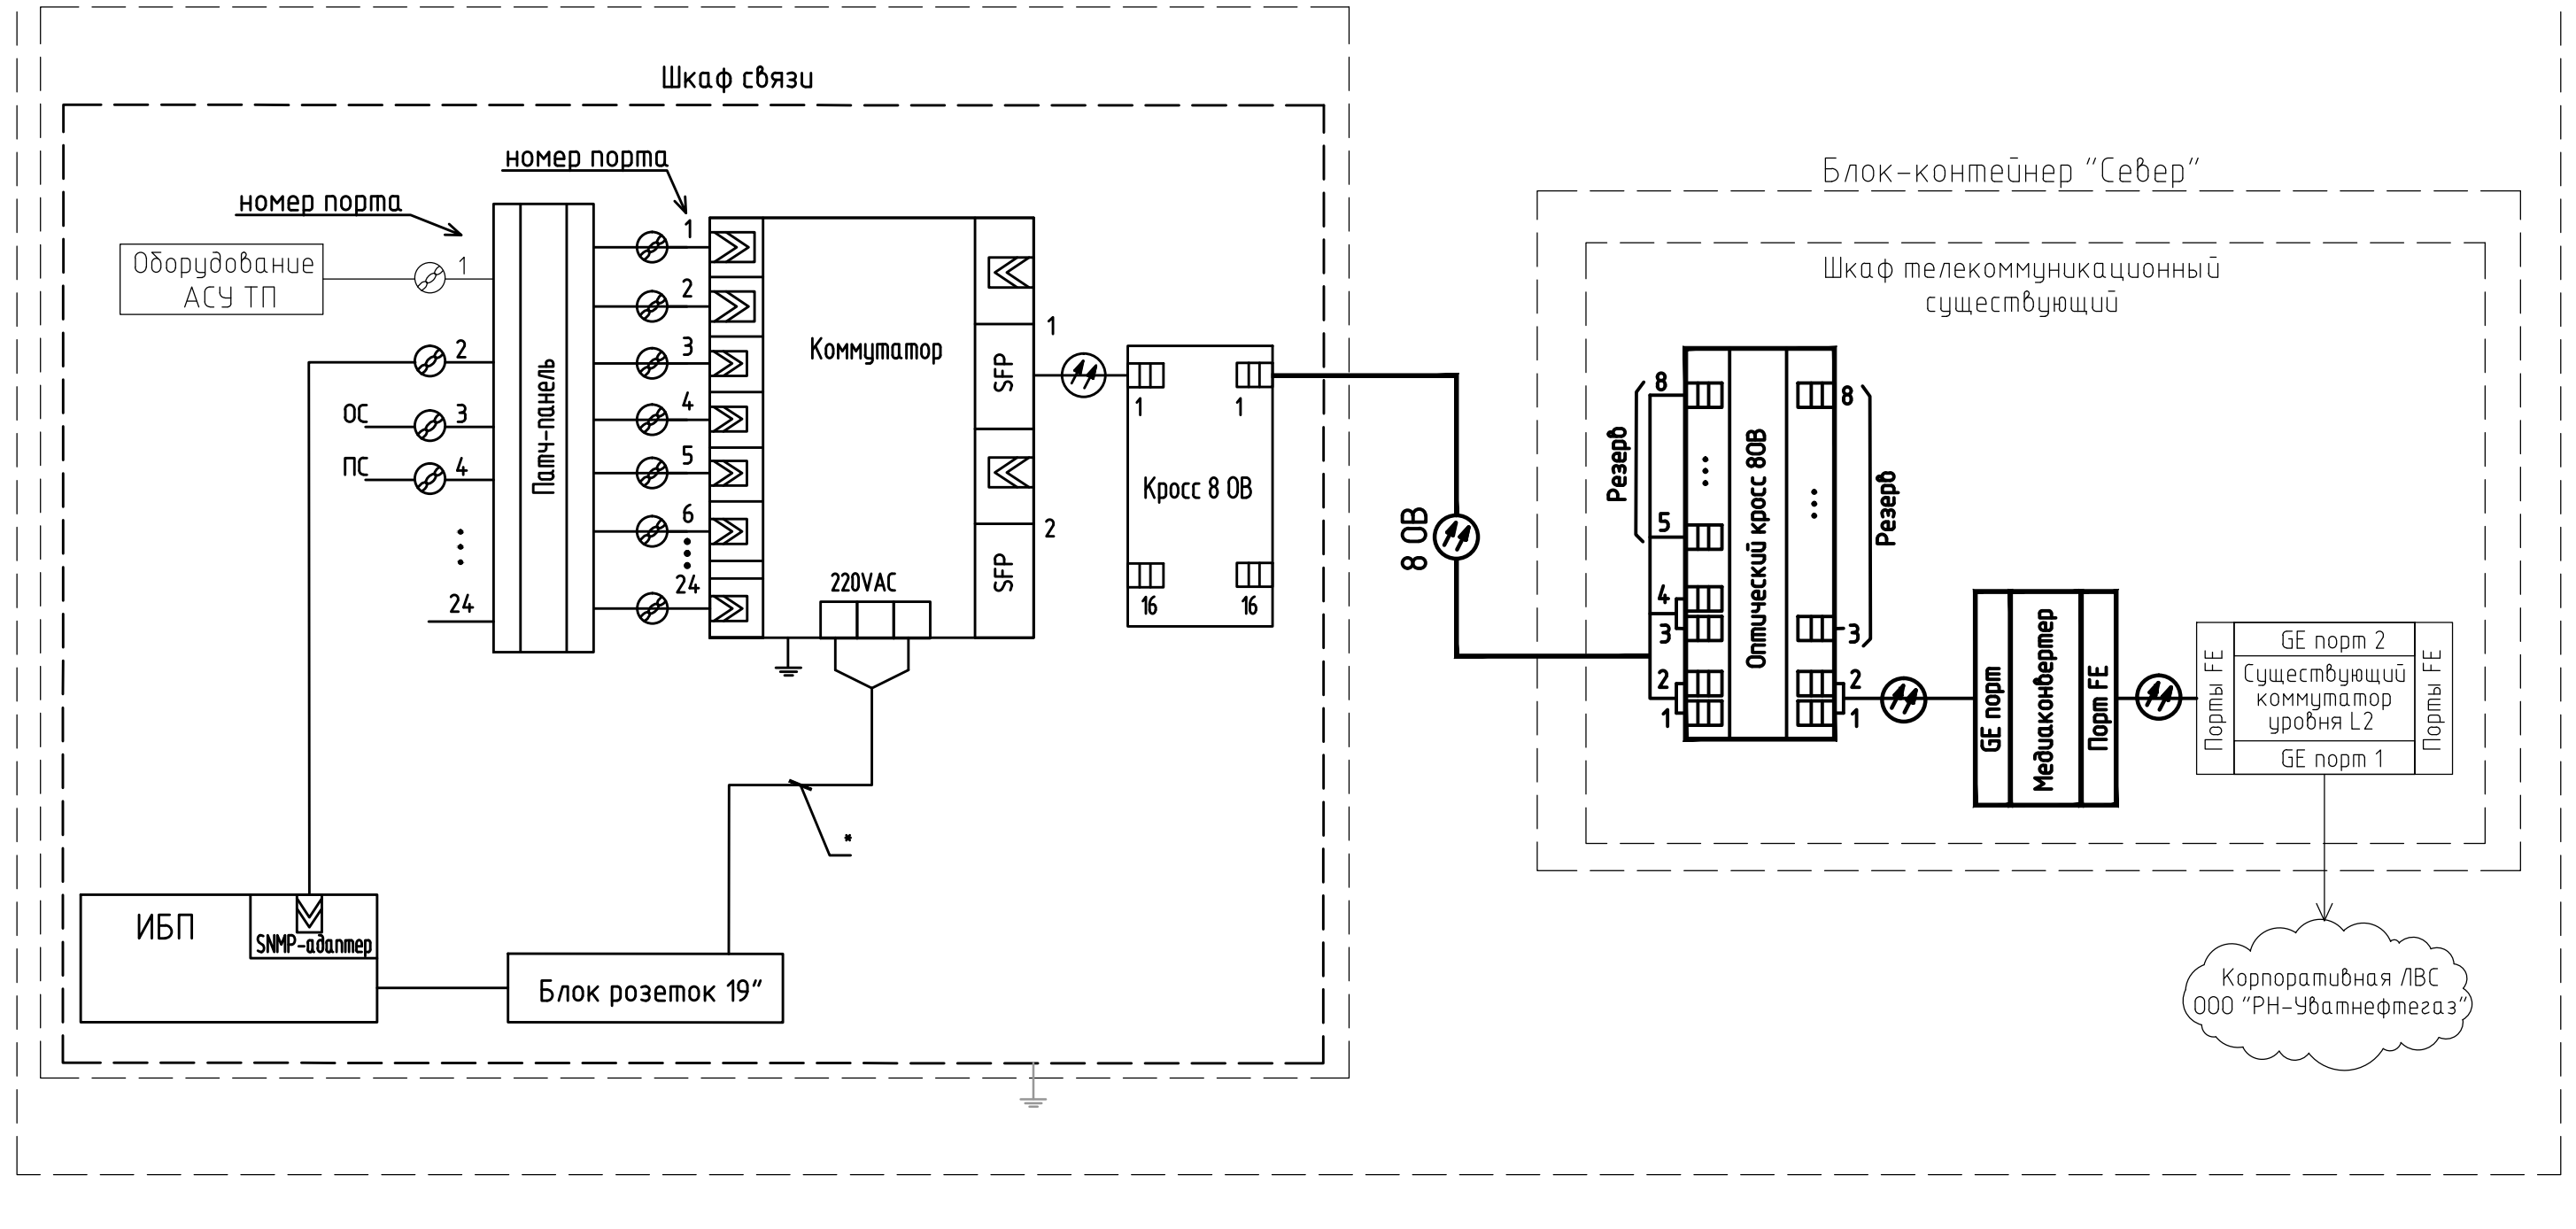 Шкаф связи
номер порта
номер порта
Оборудование
АСУ ТП
1
2
ОС
3
ПС
4
24
Патч-панель
1
2
3
4
5
6
24
Коммутатор
220VAC
SFP
1
SFP
2
1
1
Кросс 8 ОВ
16
16
*
ИБП
SNMP-адаптер
Блок розеток 19"
8 ОВ
Блок-контейнер "Север"
Шкаф телекоммуникационный
существующий
Резерв
8
5
4
3
2
1
Оптический кросс 8ОВ
8
3
2
1
Резерв
GE порт
Медиаконвертер
Порт FE
Порты FE
GE порт 2
Существующий
коммутатор
уровня L2
GE порт 1
Порты FE
Корпоративная ЛВС
ООО "РН-Уватнефтегаз"